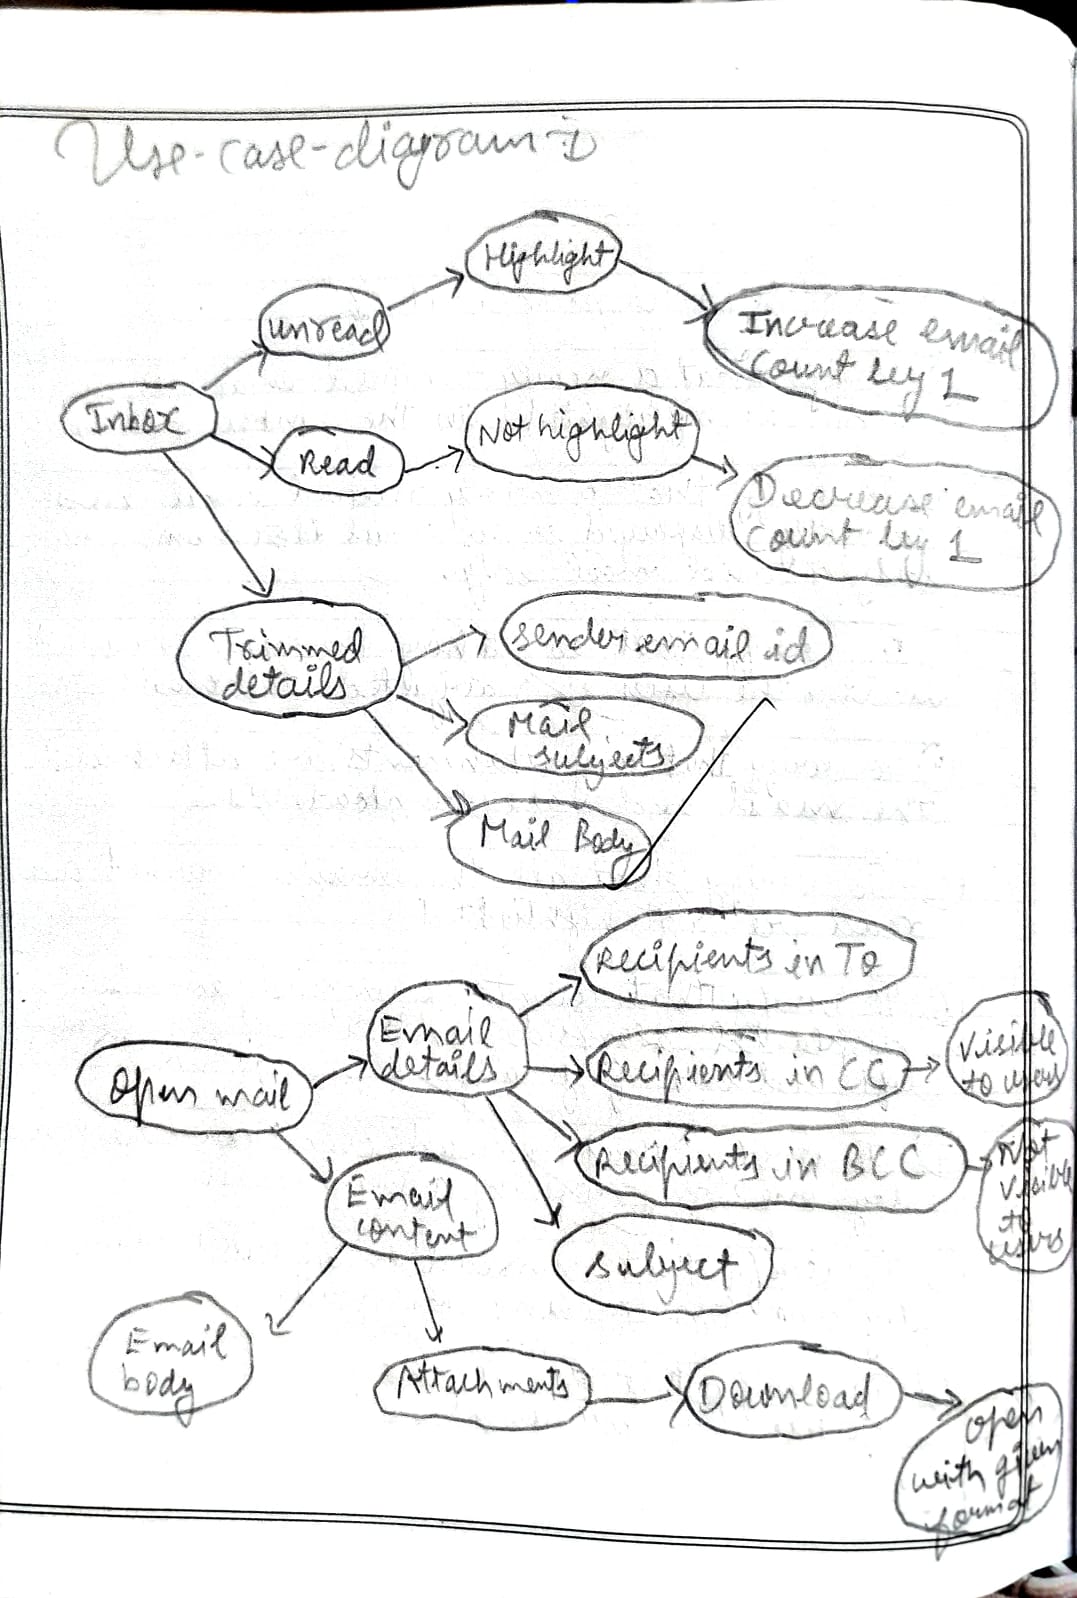 Use-case-diagram-1
Highlight
unread
Increase email
count by 1
Inbox
Not highlight
Read
Decrease email
count by 1
Trimmed
details
sender email id
Mail
subjects
Mail Body
Recipients in To
Email
details
Recipients in CC
Visible
to users
Open mail
Recipients in BCC
Not
Visible
to
users
Email
content
Subject
Email
body
Attachments
Download
open
with given
format